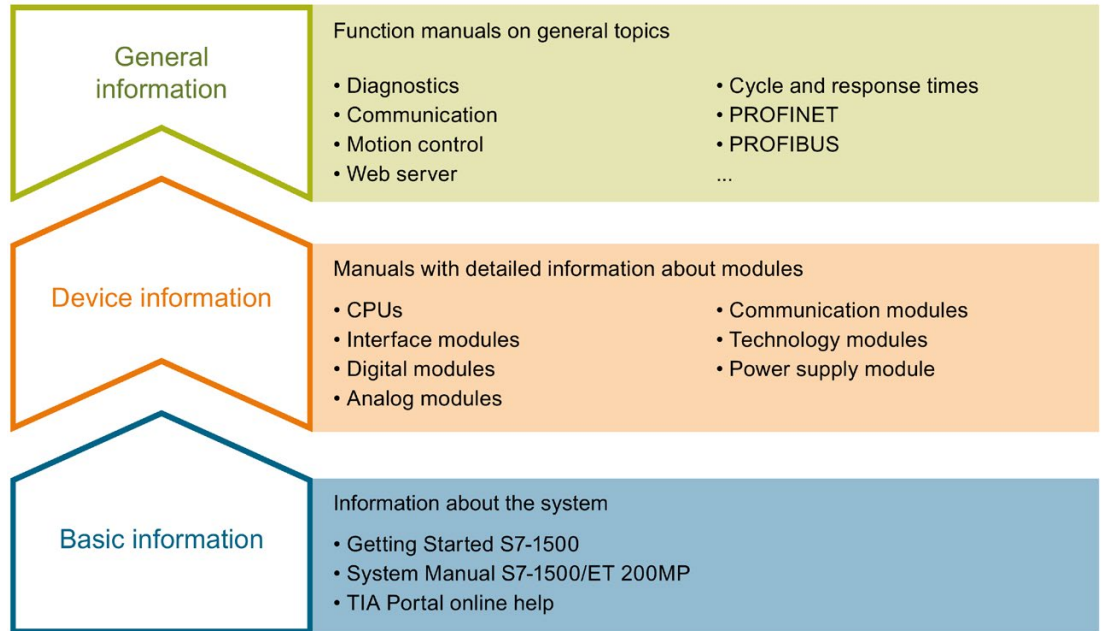 General
information
Function manuals on general topics
• Diagnostics
• Communication
• Motion control
• Web server
• Cycle and response times
• PROFINET
• PROFIBUS
...
Device information
Manuals with detailed information about modules
• CPUs
• Interface modules
• Digital modules
• Analog modules
• Communication modules
• Technology modules
• Power supply module
Basic information
Information about the system
• Getting Started S7-1500
• System Manual S7-1500/ET 200MP
• TIA Portal online help